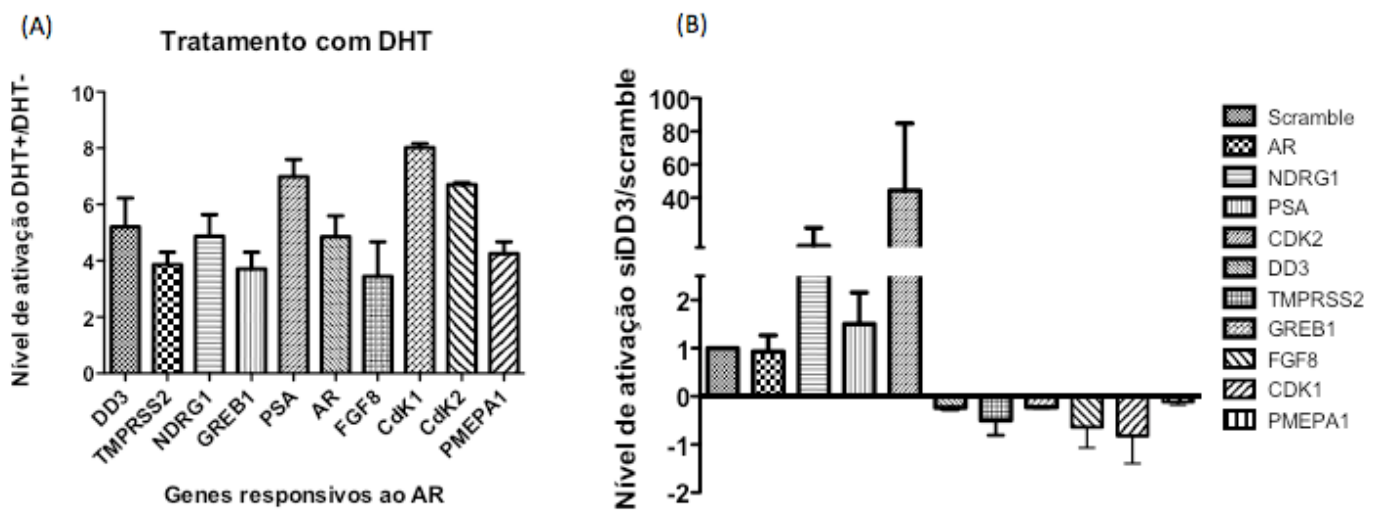 (A)
Tratamento com DHT
Nível de ativação DHT+/DHT-
10
8
6
4
2
0
DD3
TMPRSS2
NDRG1
GREB1
PSA
AR
FGF8
CdK1
CdK2
PMEPA1
Genes responsivos ao AR
(B)
Nível de ativação siDD3/scramble
100
80
60
40
2
1
0
-1
-2
Scramble
AR
NDRG1
PSA
CDK2
DD3
TMPRSS2
GREB1
FGF8
CDK1
PMEPA1